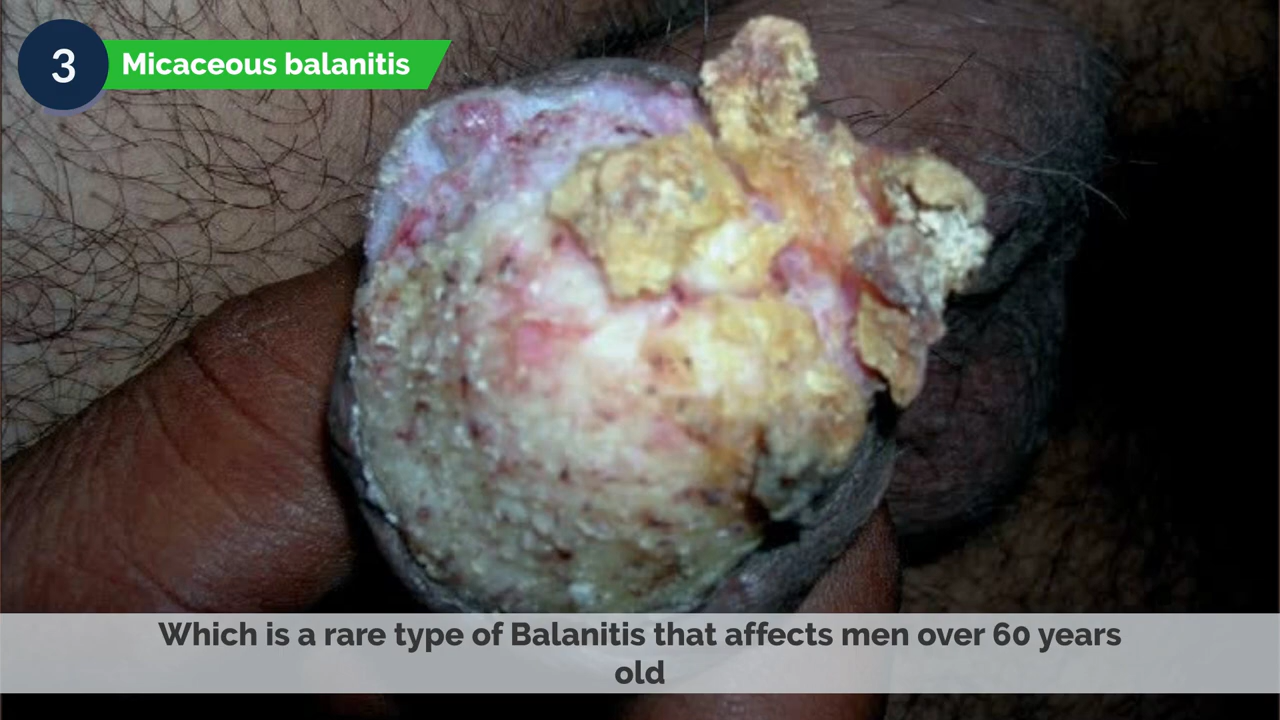 3
Micaceous balanitis
Which is a rare type of Balanitis that affects men over 60 years
old